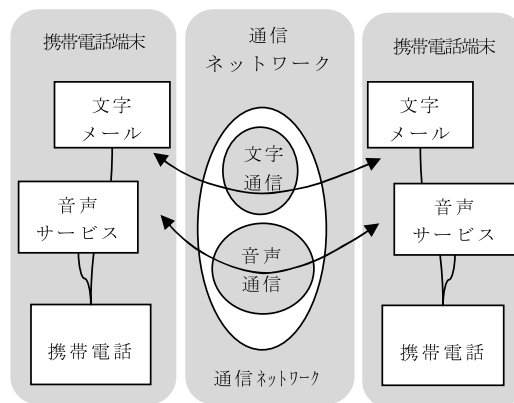 携帯電話端末
文字
メール
音声
サービス
携帯電話
通信
ネットワーク
文字
通信
音声
通信
通信ネットワーク
携帯電話端末
文字
メール
音声
サービス
携帯電話